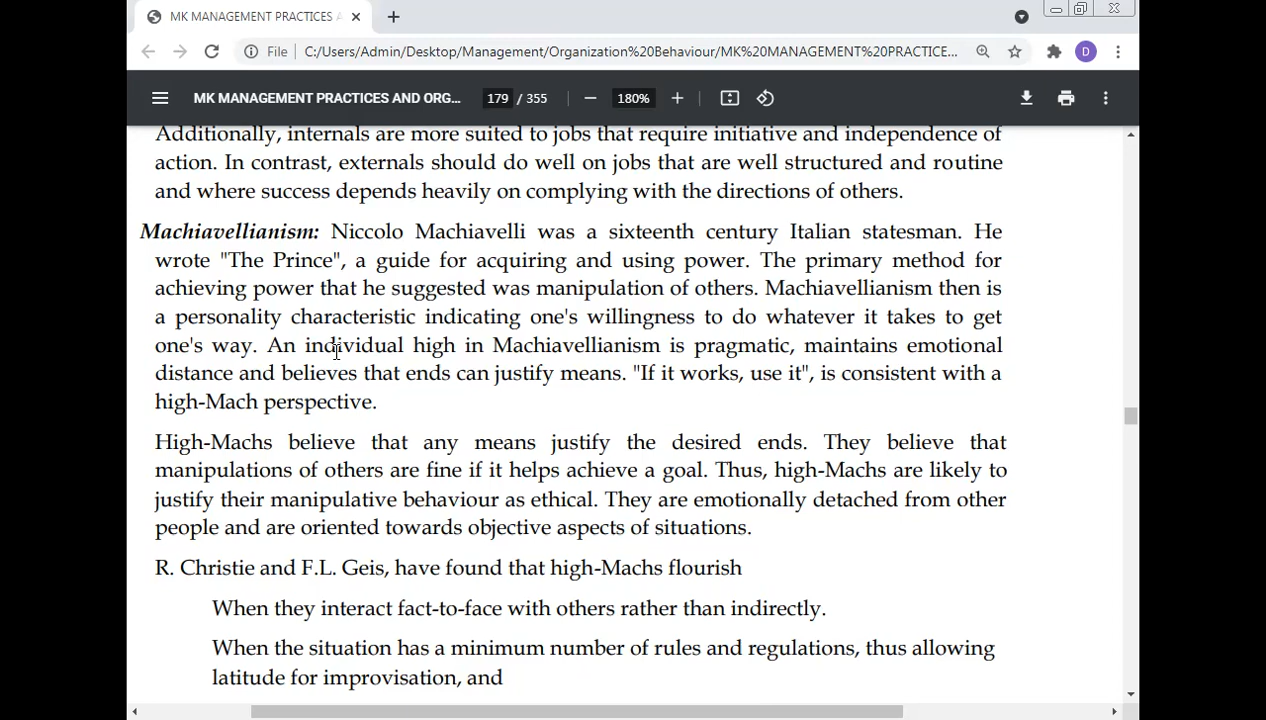 MK MANAGEMENT PRACTICES A
File C:/Users/Admin/Desktop/Management/Organization%20Behaviour/MK%20MANAGEMENT%20PRACTICE... D
MK MANAGEMENT PRACTICES AND ORG... 179 / 355 180%
Additionally, internals are more suited to jobs that require initiative and independence of
action. In contrast, externals should do well on jobs that are well structured and routine
and where success depends heavily on complying with the directions of others.
Machiavellianism: Niccolo Machiavelli was a sixteenth century Italian statesman. He
wrote "The Prince", a guide for acquiring and using power. The primary method for
achieving power that he suggested was manipulation of others. Machiavellianism then is
a personality characteristic indicating one's willingness to do whatever it takes to get
one's way. An individual high in Machiavellianism is pragmatic, maintains emotional
distance and believes that ends can justify means. "If it works, use it", is consistent with a
high-Mach perspective.
High-Machs believe that any means justify the desired ends. They believe that
manipulations of others are fine if it helps achieve a goal. Thus, high-Machs are likely to
justify their manipulative behaviour as ethical. They are emotionally detached from other
people and are oriented towards objective aspects of situations.
R. Christie and F.L. Geis, have found that high-Machs flourish
When they interact fact-to-face with others rather than indirectly.
When the situation has a minimum number of rules and regulations, thus allowing
latitude for improvisation, and